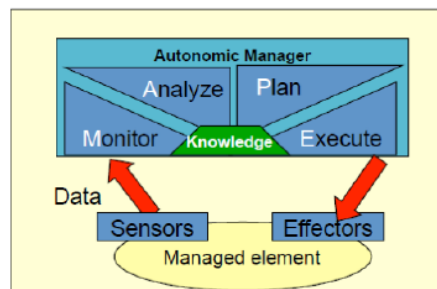 Autonomic Manager
Analyze Plan
Monitor Knowledge Execute
Data
Sensors Effectors
Managed element